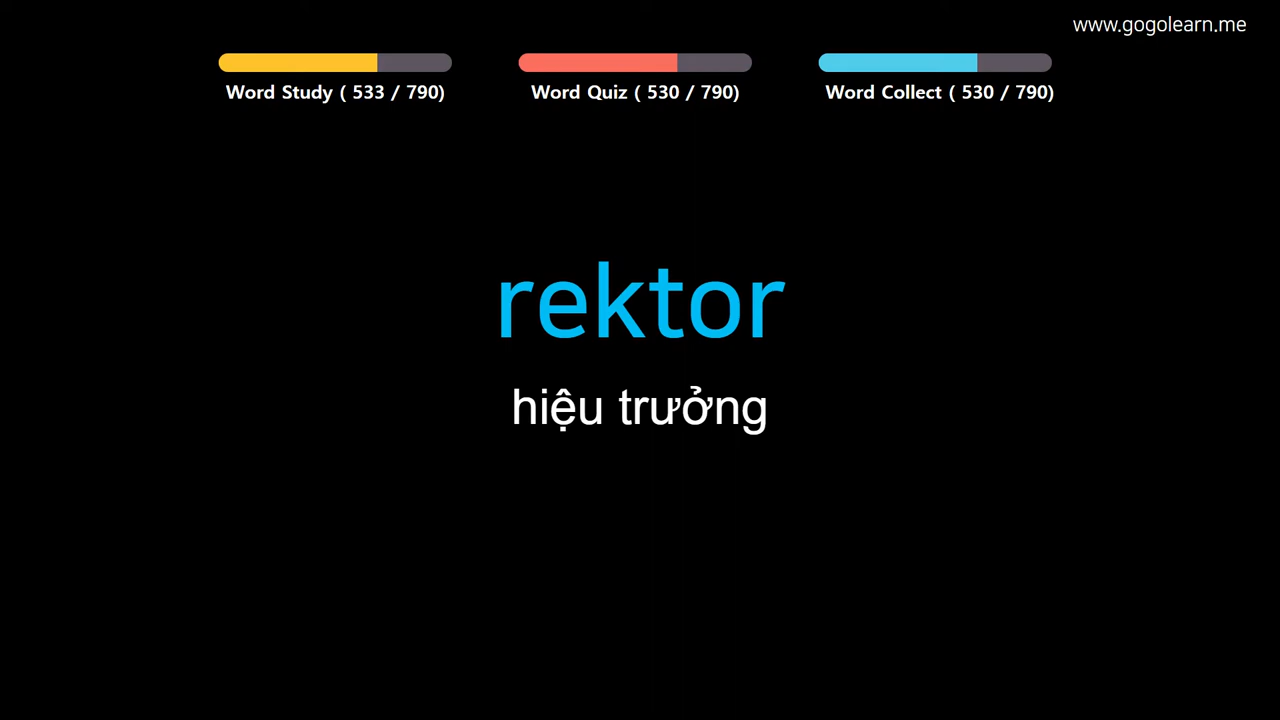 www.gogolearn.me
Word Study ( 533 / 790)
Word Quiz ( 530 / 790)
Word Collect ( 530 / 790)
rektor
hiệu trưởng